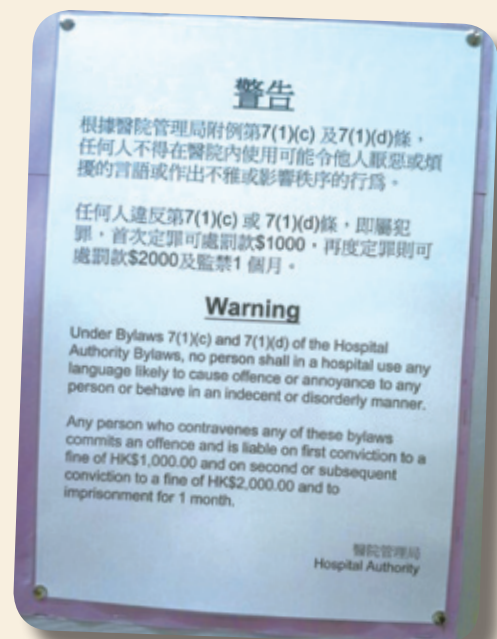 警告
根據醫院管理局附例第7(1)(c) 及7(1)(d)條，
任何人不得在醫院內使用可能令他人厭惡或煩
擾的言語或作出不雅或影響秩序的行爲。
任何人違反第7(1)(c) 或 7(1)(d)條，即屬犯
罪，首次定罪可處罰款$1000，再度定罪則可
處罰款$2000及監禁1 個月。
Warning
Under Bylaws 7(1)(c) and 7(1)(d) of the Hospital
Authority Bylaws, no person shall in a hospital use any
language likely to cause offence or annoyance to any
person or behave in an indecent or disorderly manner.
Any person who contravenes any of these bylaws
commits an offence and is liable on first conviction to a
fine of HK$1,000.00 and on second or subsequent
conviction to a fine of HK$2,000.00 and to
imprisonment for 1 month.
醫院管理局
Hospital Authority